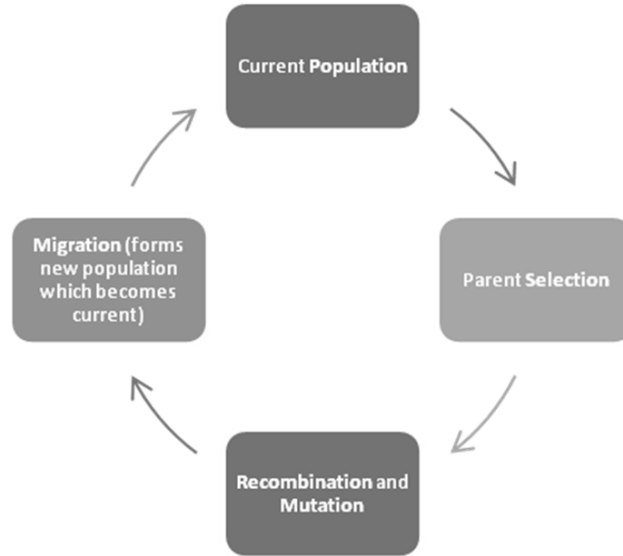 Current Population
Parent Selection
Recombination and
Mutation
Migration (forms
new population
which becomes
current)